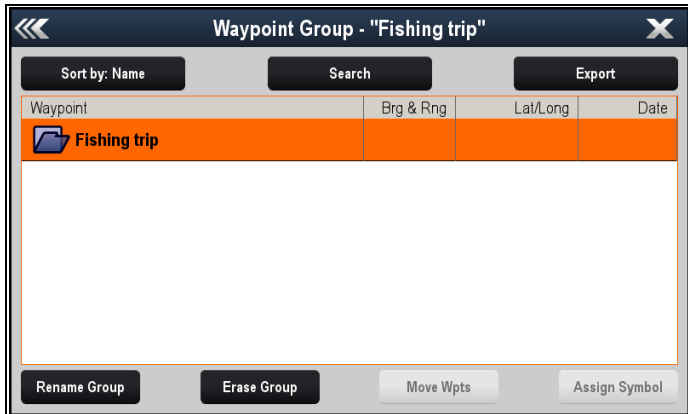 Waypoint Group - "Fishing trip"
Sort by: Name Search Export
Waypoint Brg & Rng Lat/Long Date
Fishing trip
Rename Group Erase Group Move Wpts Assign Symbol